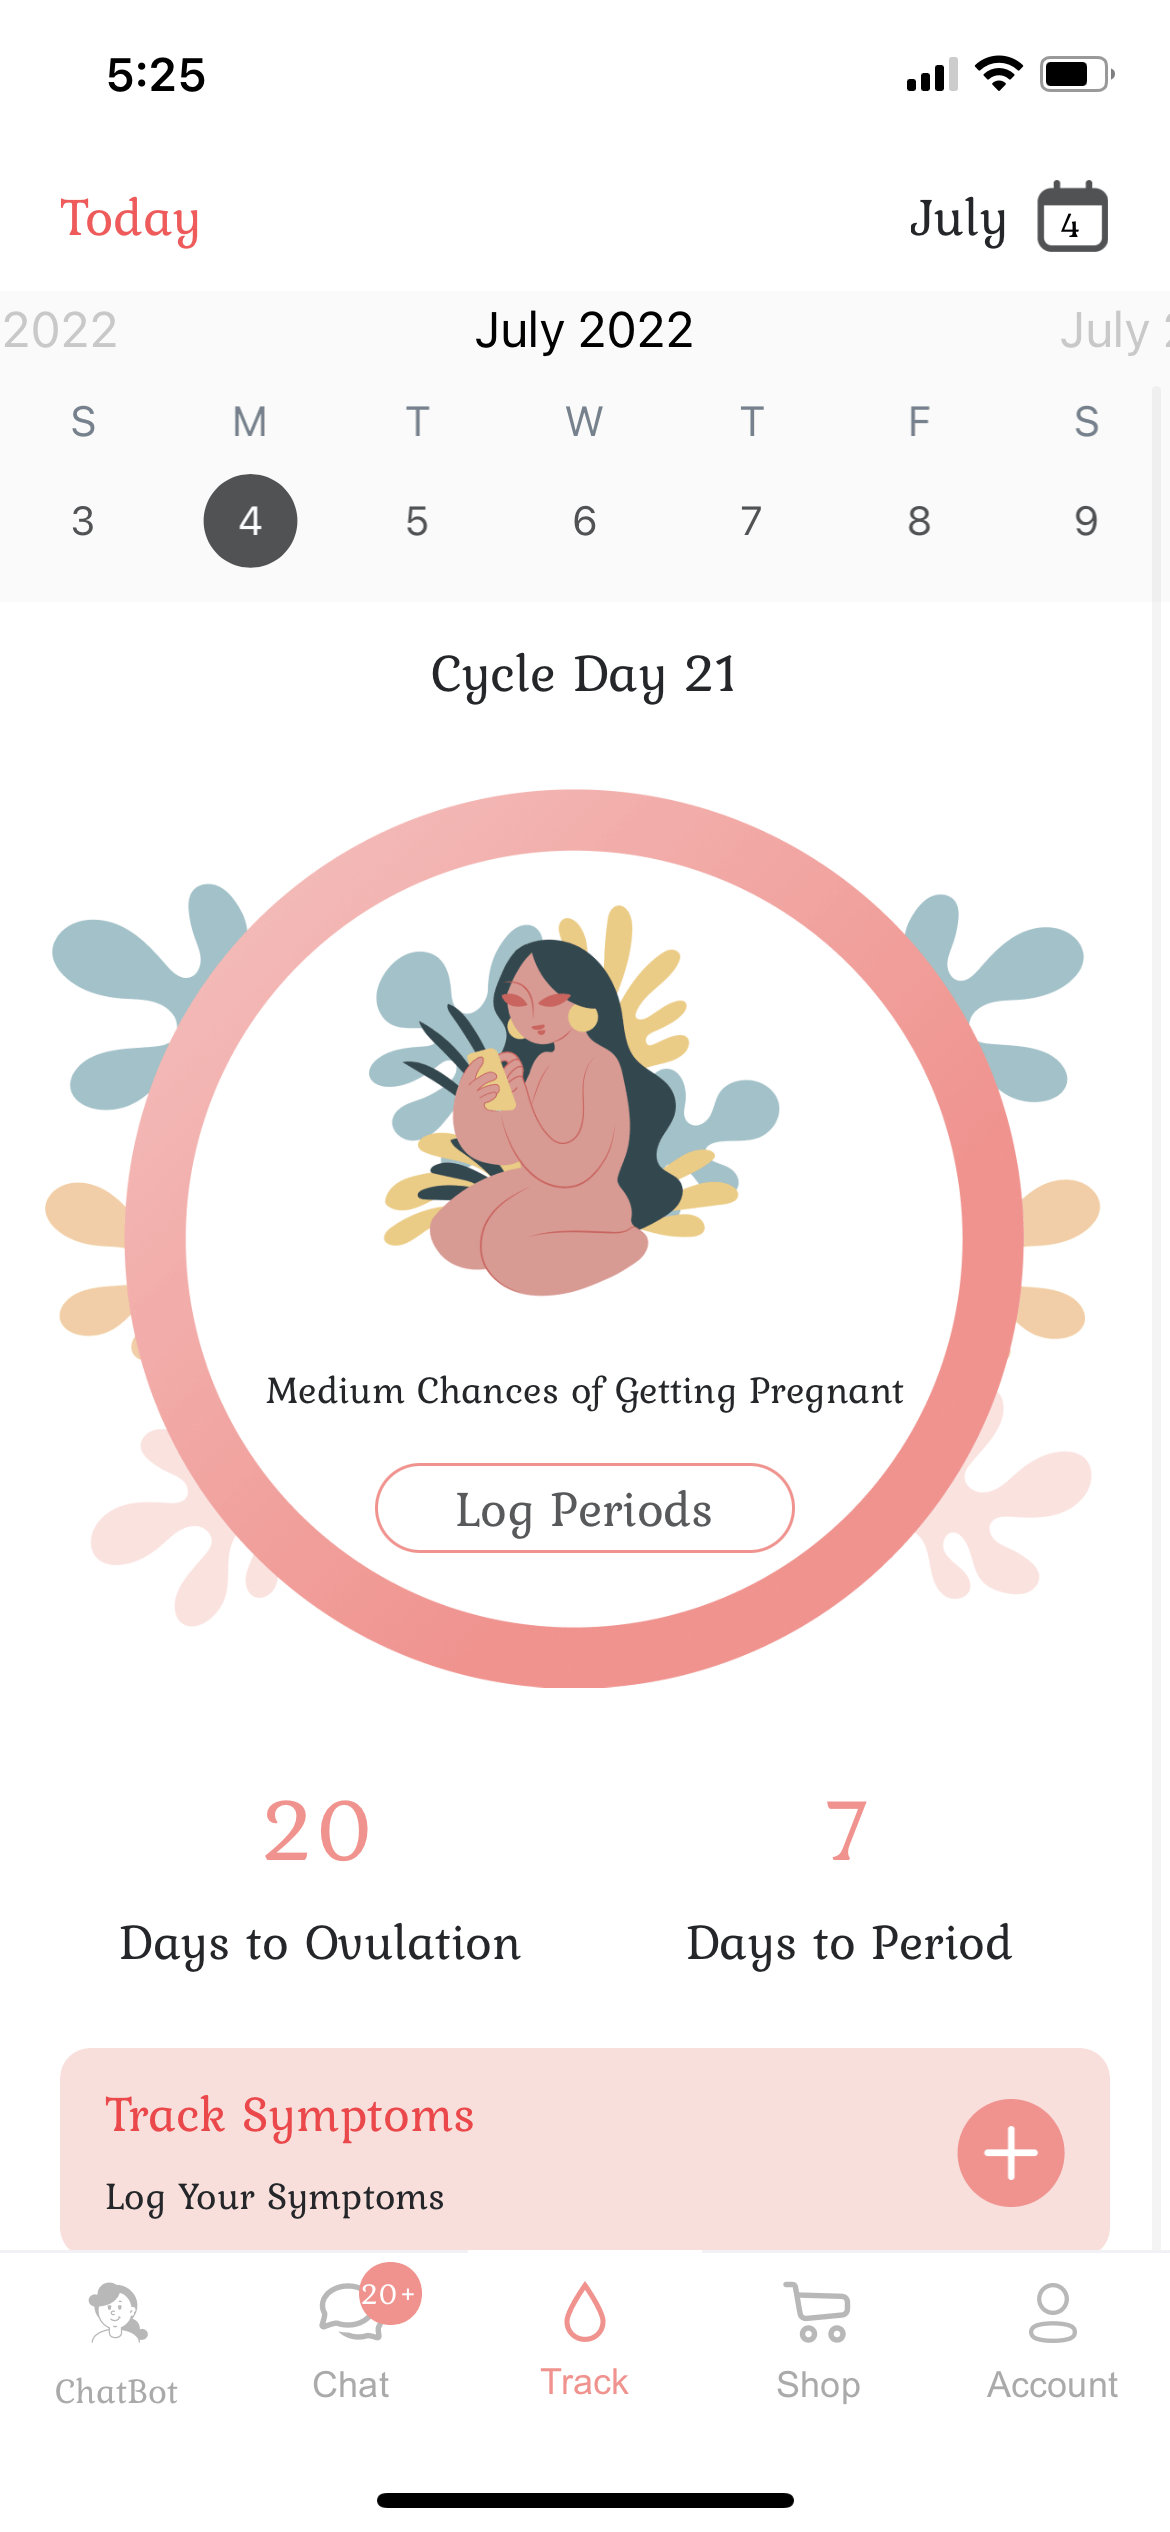 5:25
Today
July
4
2022
July 2022
July
S M T W T F S
3 4 5 6 7 8 9
Cycle Day 21
Medium Chances of Getting Pregnant
Log Periods
20
7
Days to Ovulation
Days to Period
Track Symptoms
Log Your Symptoms
20+
ChatBot
Chat
Track
Shop
Account